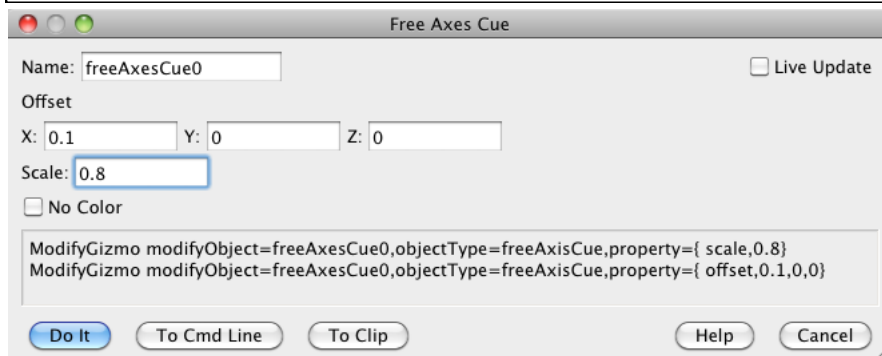 Free Axes Cue
Name: freeAxesCue0 Live Update
Offset
X: 0.1 Y: 0 Z: 0
Scale: 0.8
No Color
ModifyGizmo modifyObject=freeAxesCue0,objectType=freeAxisCue,property={ scale,0.8}
ModifyGizmo modifyObject=freeAxesCue0,objectType=freeAxisCue,property={ offset,0.1,0,0}
Do It To Cmd Line To Clip Help Cancel